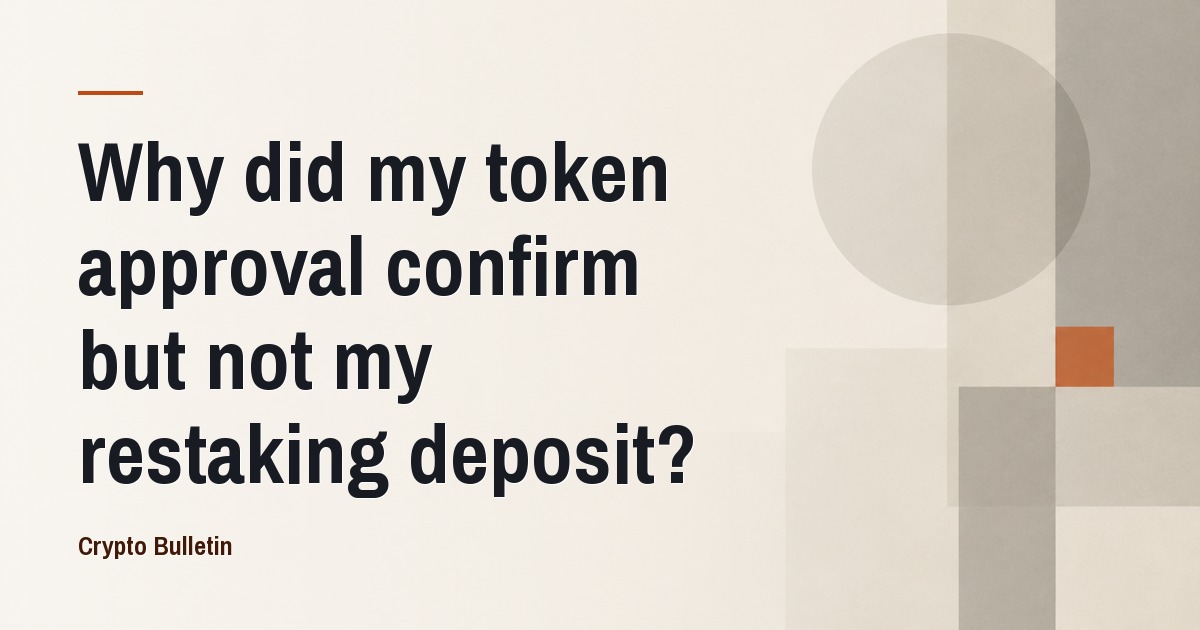 Why did my token
approval confirm
but not my
restaking deposit?
Crypto Bulletin